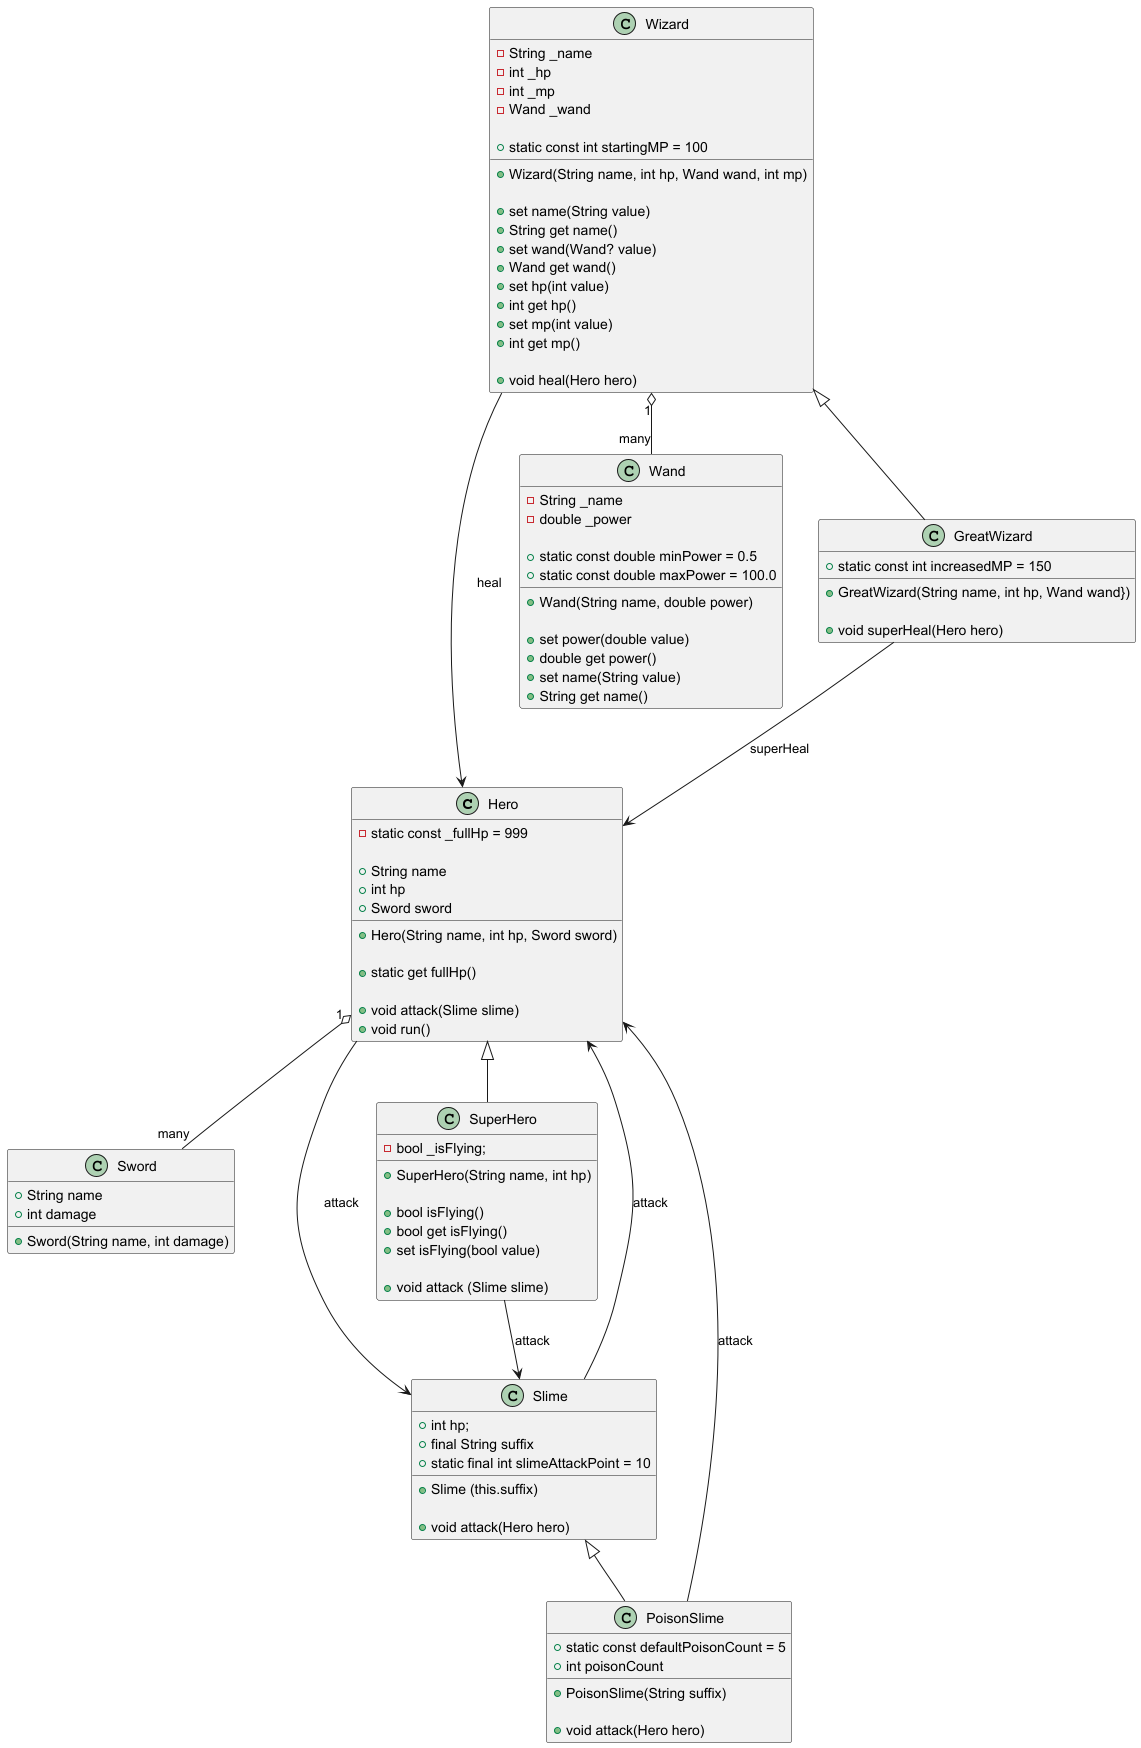 C Wizard
String _name
int _hp
int _mp
Wand _wand
static const int startingMP = 100
Wizard(String name, int hp, Wand wand, int mp)
set name(String value)
String get name()
set wand(Wand? value)
Wand get wand()
set hp(int value)
int get hp()
set mp(int value)
int get mp()
void heal(Hero hero)
1
many
heal
C Wand
String _name
double _power
static const double minPower = 0.5
static const double maxPower = 100.0
Wand(String name, double power)
set power(double value)
double get power()
set name(String value)
String get name()
C GreatWizard
static const int increasedMP = 150
GreatWizard(String name, int hp, Wand wand})
void superHeal(Hero hero)
superHeal
C Hero
static const _fullHp = 999
String name
int hp
Sword sword
Hero(String name, int hp, Sword sword)
static get fullHp()
void attack(Slime slime)
void run()
1
many
C Sword
String name
int damage
Sword(String name, int damage)
attack
C SuperHero
bool _isFlying;
SuperHero(String name, int hp)
bool isFlying()
bool get isFlying()
set isFlying(bool value)
void attack (Slime slime)
attack
attack
attack
C Slime
int hp;
final String suffix
static final int slimeAttackPoint = 10
Slime (this.suffix)
void attack(Hero hero)
C PoisonSlime
static const defaultPoisonCount = 5
int poisonCount
PoisonSlime(String suffix)
void attack(Hero hero)